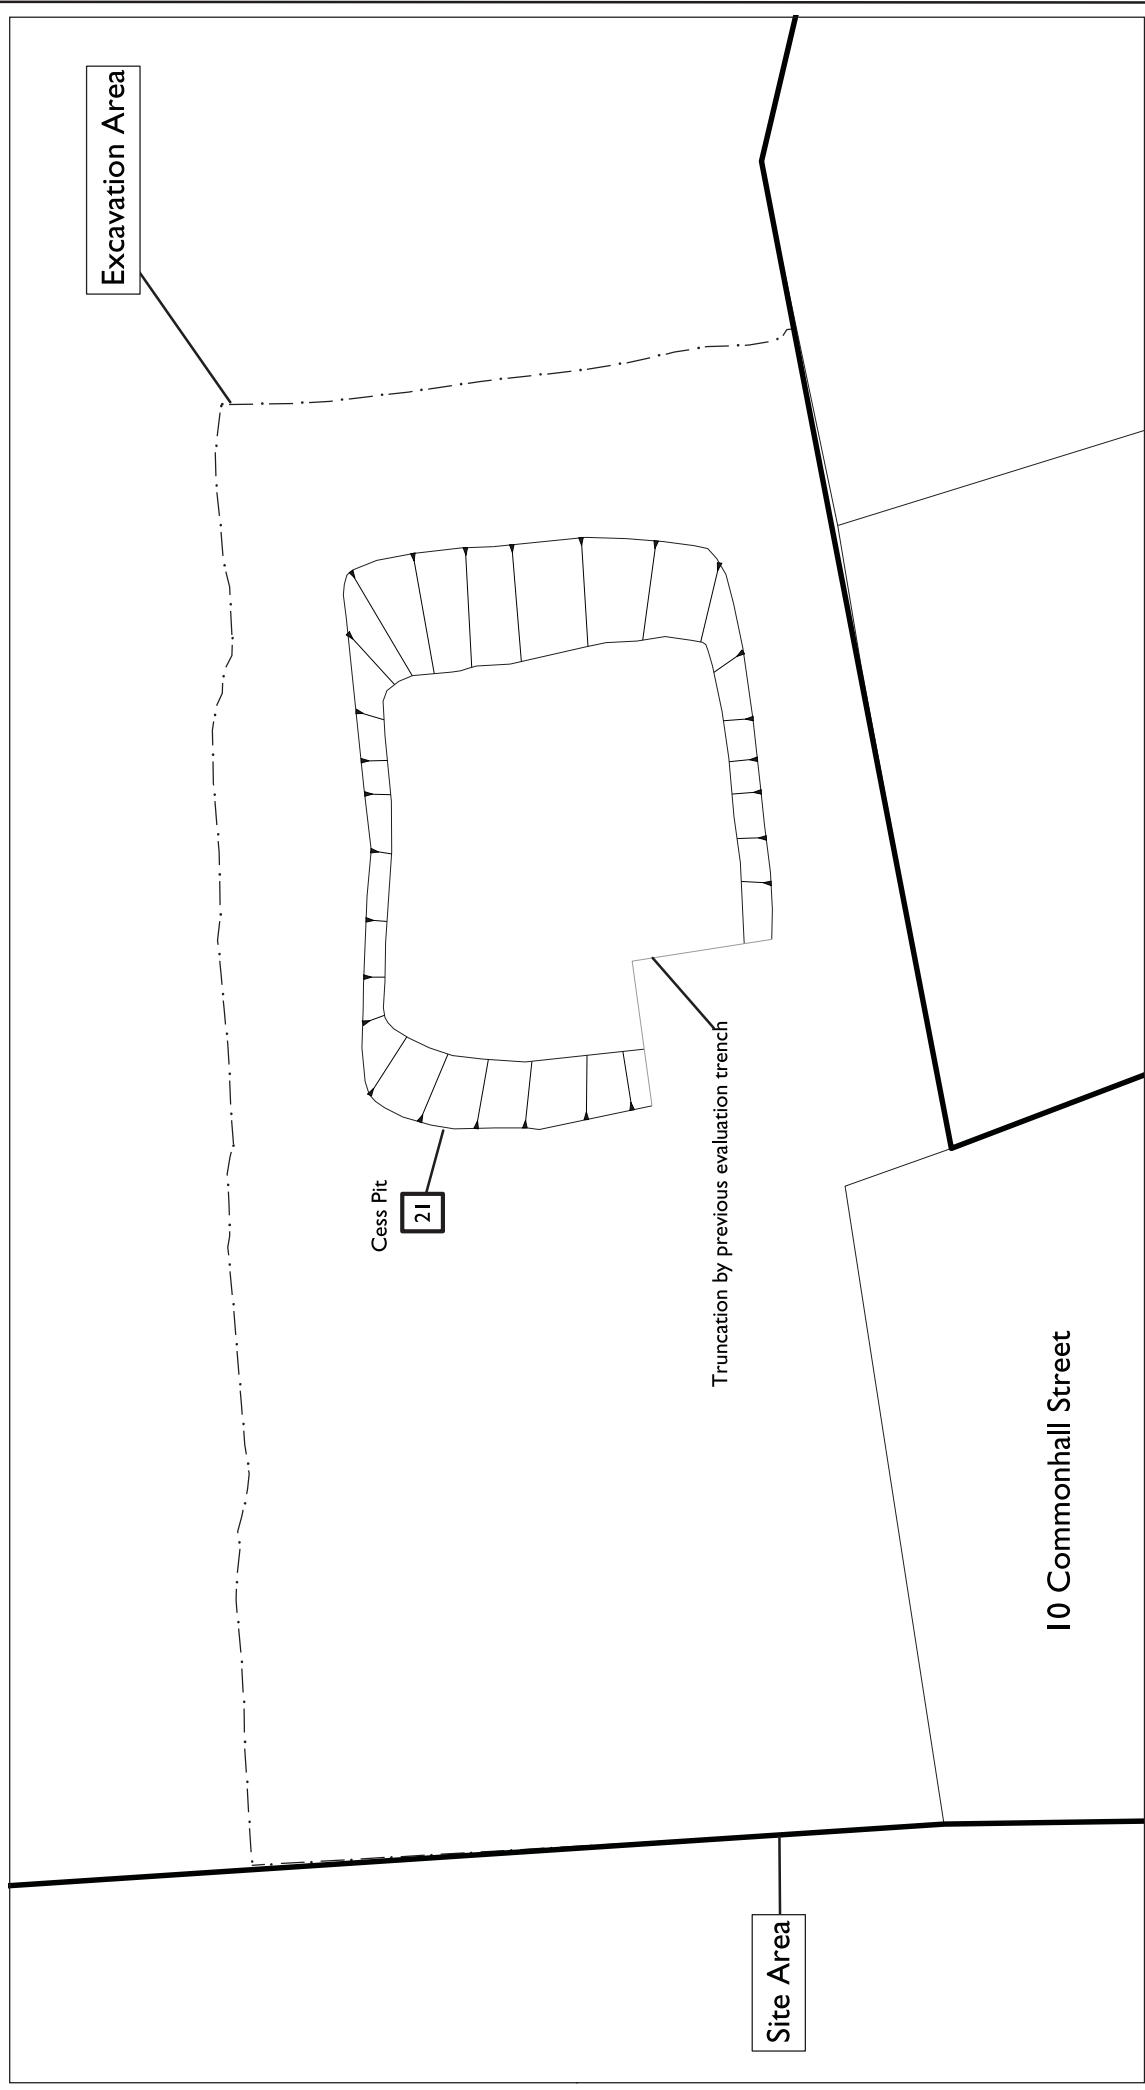 Excavation Area
Cess Pit
21
Truncation by previous evaluation trench
10 Commonhall Street
Site Area